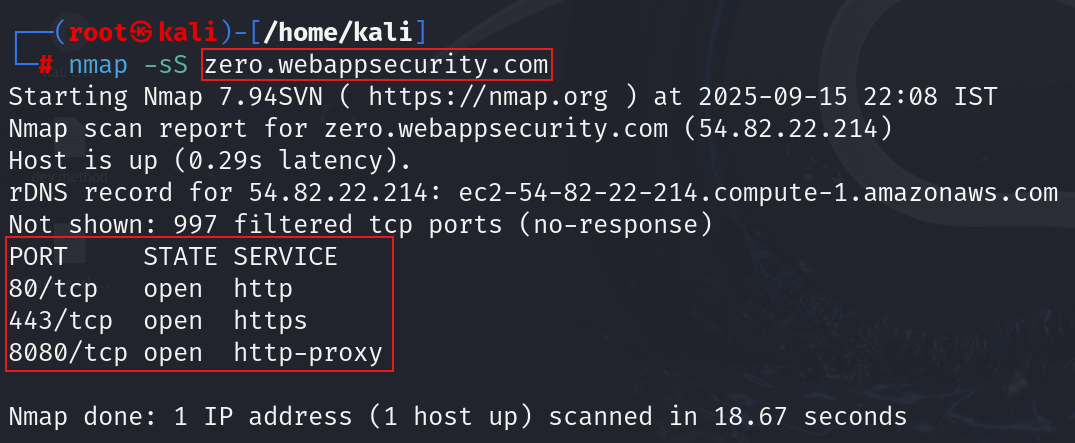 ┌──(root㉿kali)-[/home/kali]
└─# nmap -sS zero.webappsecurity.com
Starting Nmap 7.94SVN ( https://nmap.org ) at 2025-09-15 22:08 IST
Nmap scan report for zero.webappsecurity.com (54.82.22.214)
Host is up (0.29s latency).
rDNS record for 54.82.22.214: ec2-54-82-22-214.compute-1.amazonaws.com
Not shown: 997 filtered tcp ports (no-response)
PORT     STATE SERVICE
80/tcp   open  http
443/tcp  open  https
8080/tcp open  http-proxy
Nmap done: 1 IP address (1 host up) scanned in 18.67 seconds